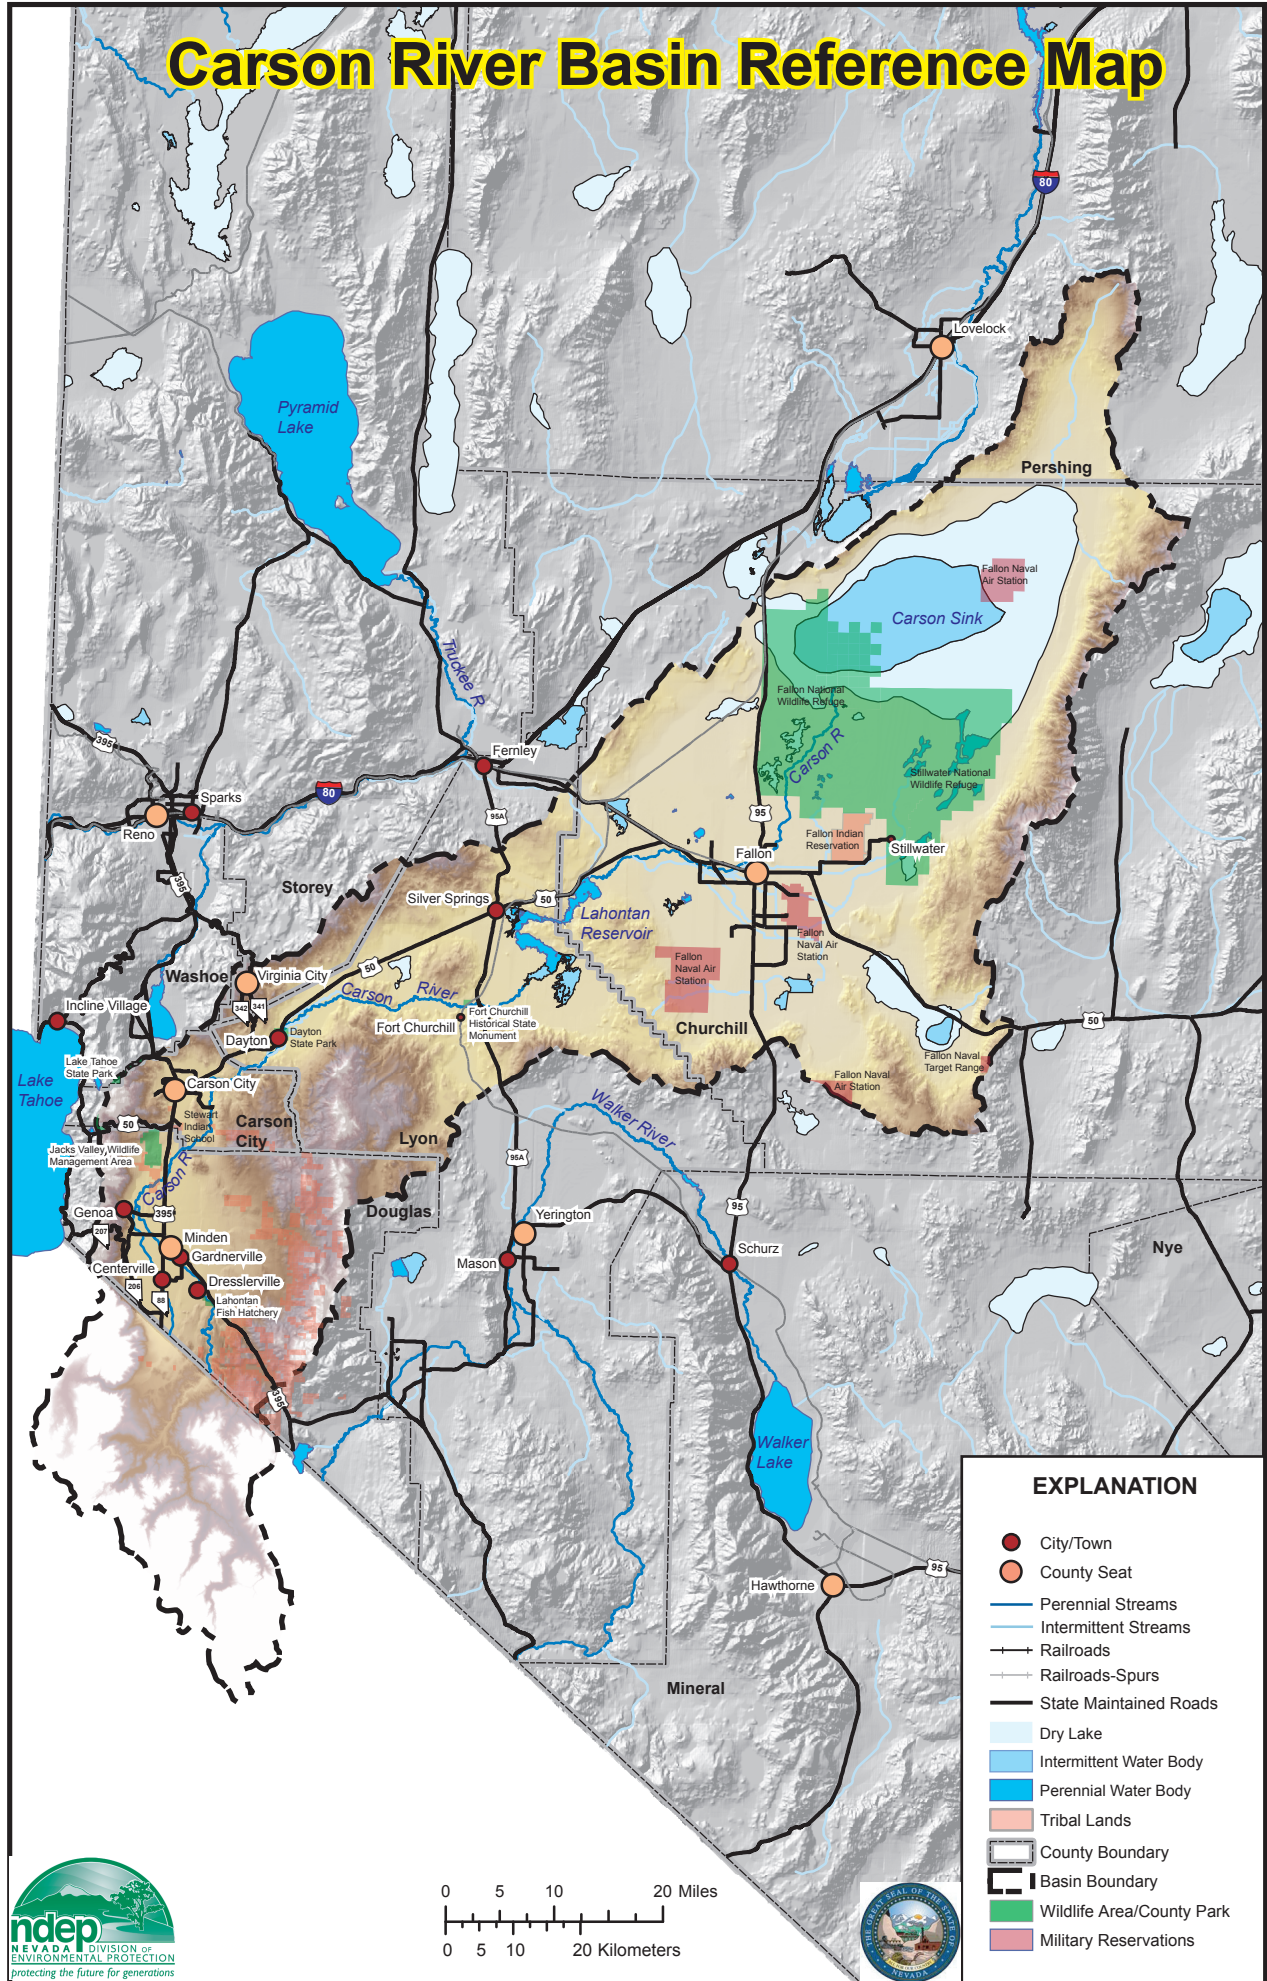 Carson River Basin Reference Map
80
Lovelock
Pyramid
Lake
Pershing
Fallon Naval
Air Station
Carson Sink
Truckee R
Fallon National
Wildlife Refuge
Carson R
395
Fernley
Stillwater National
Wildlife Refuge
80
Sparks
95A
95
Reno
Fallon Indian
Reservation
Stillwater
Fallon
395
Storey
Silver Springs
50
Lahontan
Reservoir
Fallon
Naval Air
Station
Fallon
Naval Air
Station
50
Washoe
Virginia City
342
341
Carson River
Incline Village
Fort Churchill
Fort Churchill
Historical State
Monument
Churchill
50
Dayton
Dayton
State Park
Lake Tahoe
State Park
Fallon Naval
Target Range
Lake
Tahoe
Carson City
Fallon Naval
Air Station
Walker River
50
Stewart
Indian
School
Carson
City
Lyon
Jacks Valley Wildlife
Management Area
95A
Carson R
Genoa
395
Douglas
Yerington
95
207
Minden
Gardnerville
Mason
Schurz
Nye
Centerville
Dresslerville
206
88
Lahontan
Fish Hatchery
395
Walker
Lake
Hawthorne
95
Mineral
EXPLANATION
City/Town
County Seat
Perennial Streams
Intermittent Streams
Railroads
Railroads-Spurs
State Maintained Roads
Dry Lake
Intermittent Water Body
Perennial Water Body
Tribal Lands
County Boundary
Basin Boundary
Wildlife Area/County Park
Military Reservations
0 5 10 20 Miles
0 5 10 20 Kilometers
ndep
NEVADA DIVISION OF
ENVIRONMENTAL PROTECTION
protecting the future for generations
THE GREAT SEAL OF THE STATE OF
NEVADA